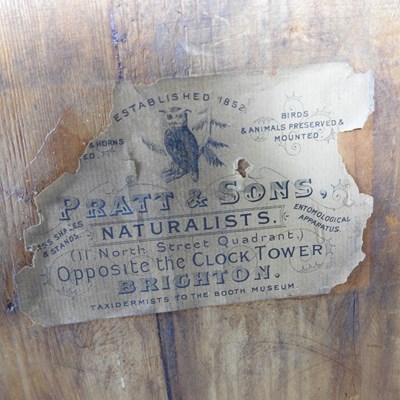 ESTABLISHED 1852
BIRDS
& ANIMALS PRESERVED &
MOUNTED
& HORNS
PRATT & SONS,
NATURALISTS.
SHADES
& STANDS.
ENTOMOLOGICAL
APPARATUS.
(11, North Street Quadrant.)
Opposite the CLOCK TOWER
BRIGHTON.
TAXIDERMISTS TO THE BOOTH MUSEUM.